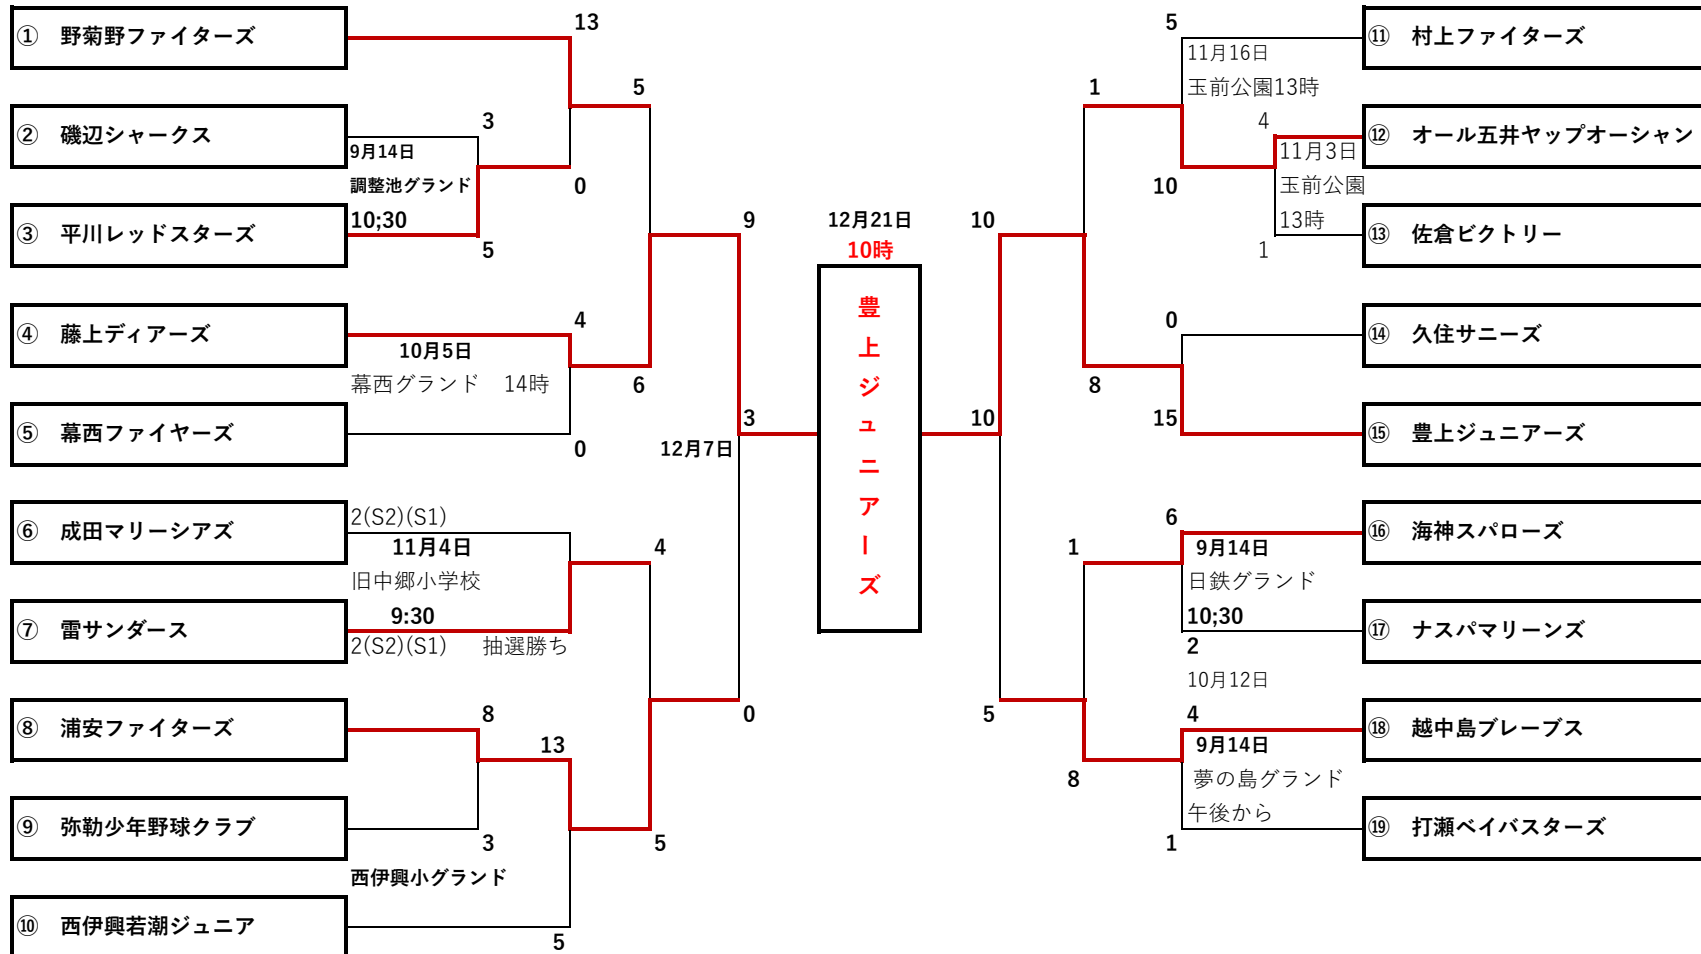 ① 野菊野ファイターズ
13
5
② 磯辺シャークス
3
9月14日
調整池グランド
0
③ 平川レッドスターズ
10;30
5
9
④ 藤上ディアーズ
4
10月5日
幕西グランド 14時
6
⑤ 幕西ファイヤーズ
0
3
12月7日
⑥ 成田マリーシアズ
2(S2)(S1)
11月4日
4
旧中郷小学校
⑦ 雷サンダース
9:30
2(S2)(S1) 抽選勝ち
⑧ 浦安ファイターズ
8
13
0
⑨ 弥勒少年野球クラブ
3
5
西伊興小グランド
⑩ 西伊興若潮ジュニア
5
12月21日
10時
豊上ジュニアーズ
5
⑪ 村上ファイターズ
11月16日
玉前公園13時
1
4
⑫ オール五井ヤップオーシャン
11月3日
10
玉前公園
13時
10
1
⑬ 佐倉ビクトリー
0
⑭ 久住サニーズ
8
10
15
⑮ 豊上ジュニアーズ
6
⑯ 海神スパローズ
1
9月14日
日鉄グランド
10;30
⑰ ナスパマリーンズ
2
10月12日
5
4
⑱ 越中島ブレーブス
9月14日
8
夢の島グランド
午後から
1
⑲ 打瀬ベイバスターズ